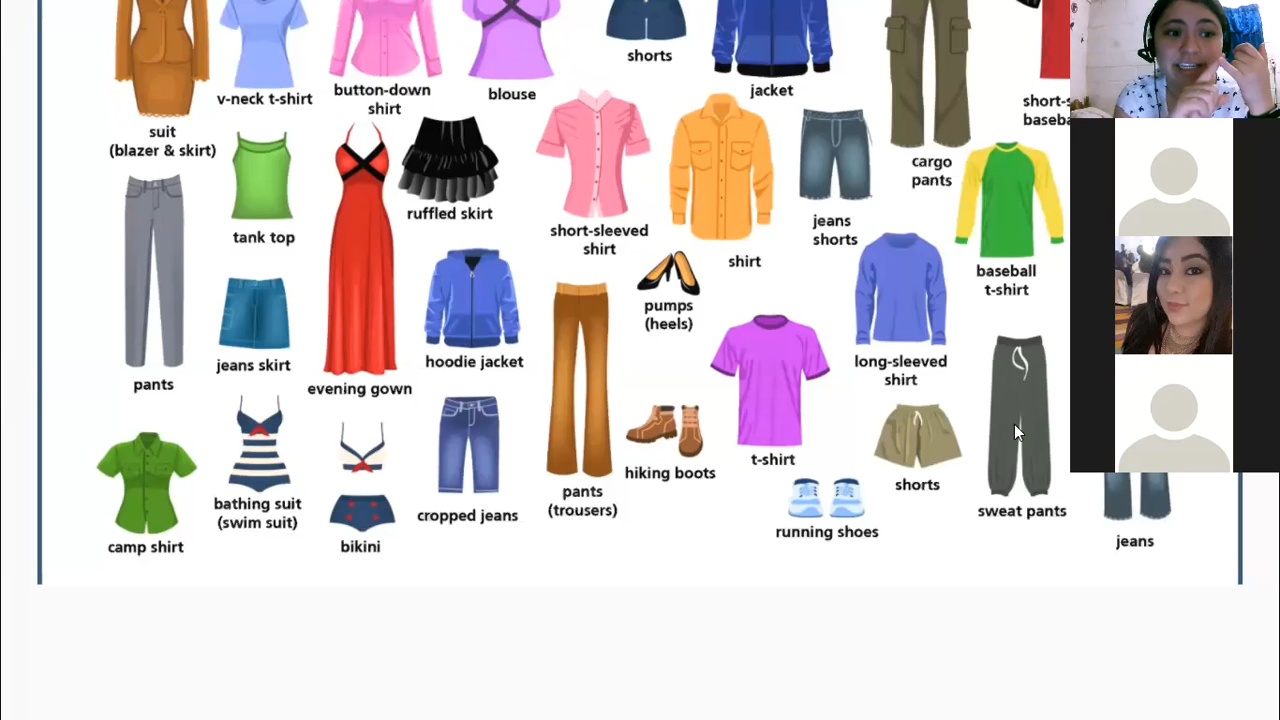 shorts
button-down
shirt
v-neck t-shirt
blouse
jacket
suit
(blazer & skirt)
cargo
pants
ruffled skirt
tank top
short-sleeved
shirt
shirt
jeans
shorts
baseball
t-shirt
pumps
(heels)
pants
jeans skirt
evening gown
hoodie jacket
long-sleeved
shirt
t-shirt
hiking boots
shorts
sweat pants
bathing suit
(swim suit)
cropped jeans
pants
(trousers)
running shoes
camp shirt
bikini
jeans